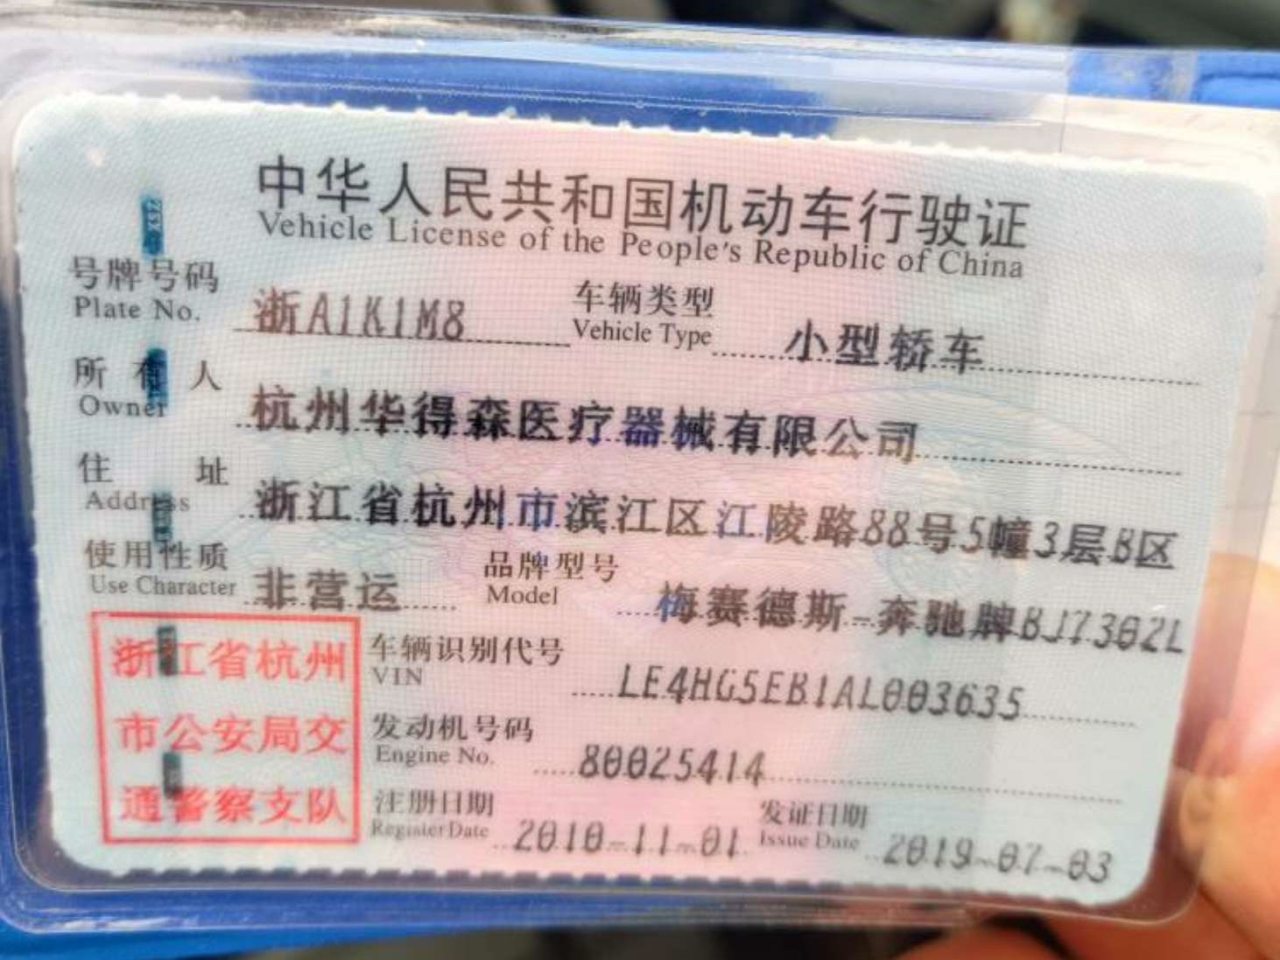 中华人民共和国机动车行驶证
Vehicle License of the People's Republic of China
号牌号码 浙A1K1M8 车辆类型 小型轿车
Plate No. Vehicle Type
所有人 杭州华得森医疗器械有限公司
Owner
住址 浙江省杭州市滨江区江陵路88号5幢3层B区
Address
使用性质 非营运 品牌型号 梅赛德斯-奔驰牌BJ7302L
Use Character Model
浙江省杭州
市公安局交
通警察支队
车辆识别代号 LE4HG5EB1AL003635
VIN
发动机号码 80025414
Engine No.
注册日期 2010-11-01 发证日期 2019-07-03
Register Date Issue Date